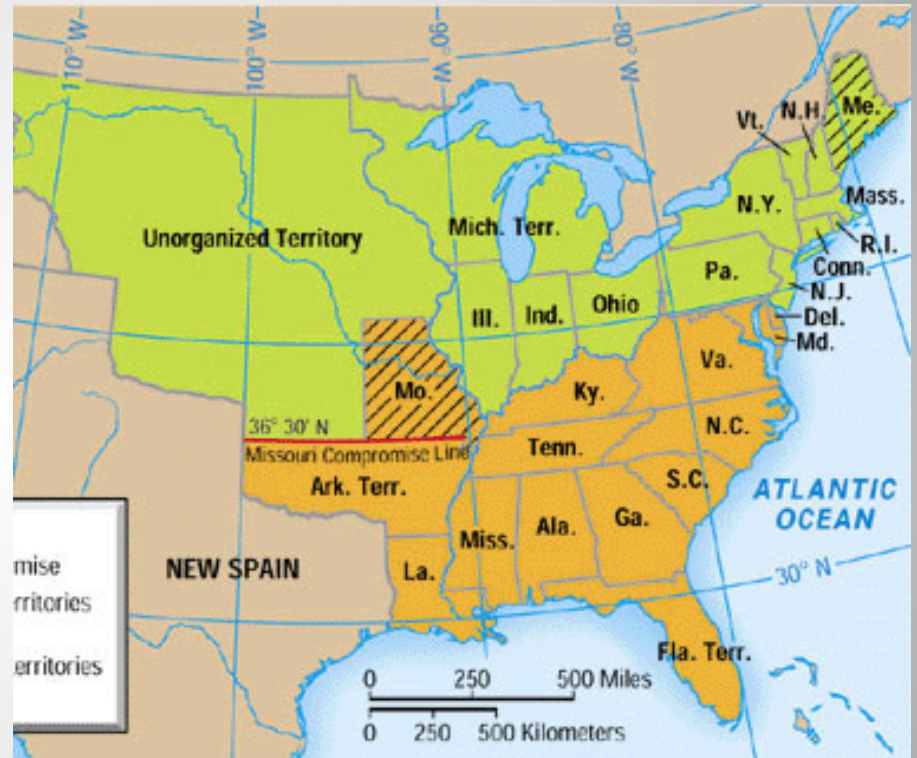 110° W
100° W
90° W
80° W
Me.
N.H.
Vt.
Mass.
N.Y.
R.I.
Conn.
Mich. Terr.
Unorganized Territory
Pa.
N.J.
Ohio
Ind.
Ill.
Del.
Md.
Va.
Mo.
Ky.
36° 30' N
Missouri Compromise Line
N.C.
Tenn.
Ark. Terr.
S.C.
ATLANTIC
OCEAN
Ga.
Ala.
Miss.
La.
NEW SPAIN
30° N
mise
erritories
erritories
Fla. Terr.
0 250 500 Miles
0 250 500 Kilometers